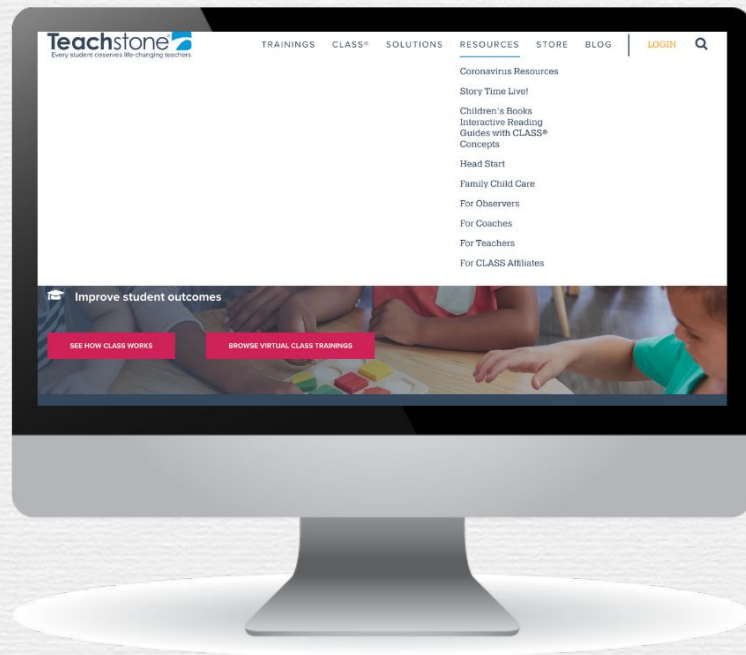 Teachstone®
Every student deserves life-changing teachers
TRAININGS CLASS® SOLUTIONS RESOURCES STORE BLOG LOGIN
Coronavirus Resources
Story Time Live!
Children's Books
Interactive Reading
Guides with CLASS®
Concepts
Head Start
Family Child Care
For Observers
For Coaches
For Teachers
For CLASS Affiliates
Improve student outcomes
SEE HOW CLASS WORKS BROWSE VIRTUAL CLASS TRAININGS